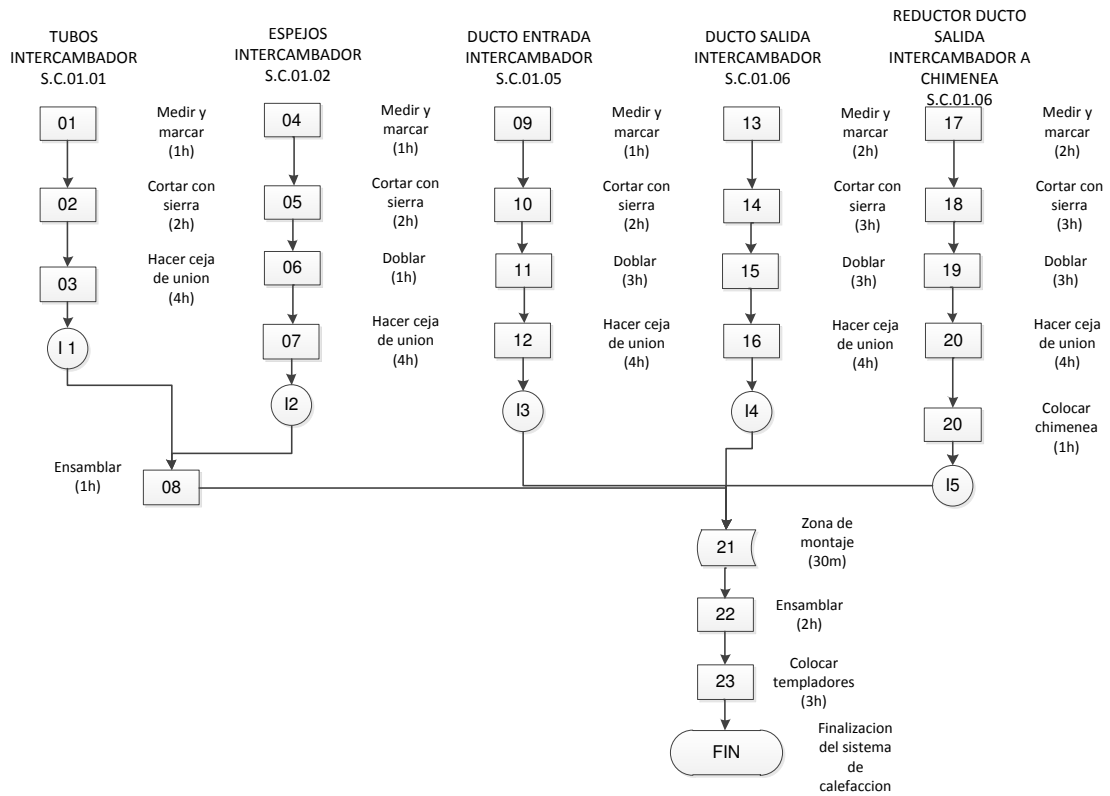 TUBOS
INTERCAMBADOR
S.C.01.01
ESPEJOS
INTERCAMBADOR
S.C.01.02
DUCTO ENTRADA
INTERCAMBADOR
S.C.01.05
DUCTO SALIDA
INTERCAMBADOR
S.C.01.06
REDUCTOR DUCTO
SALIDA
INTERCAMBADOR A
CHIMENEA
S.C.01.06
01
Medir y
marcar
(1h)
02
Cortar con
sierra
(2h)
03
Hacer ceja
de union
(4h)
I 1
04
Medir y
marcar
(1h)
05
Cortar con
sierra
(2h)
06
Doblar
(1h)
07
Hacer ceja
de union
(4h)
I2
Ensamblar
(1h)
08
09
Medir y
marcar
(1h)
10
Cortar con
sierra
(2h)
11
Doblar
(3h)
12
Hacer ceja
de union
(4h)
I3
13
Medir y
marcar
(2h)
14
Cortar con
sierra
(3h)
15
Doblar
(3h)
16
Hacer ceja
de union
(4h)
I4
17
Medir y
marcar
(2h)
18
Cortar con
sierra
(3h)
19
Doblar
(3h)
20
Hacer ceja
de union
(4h)
20
Colocar
chimenea
(1h)
I5
21
Zona de
montaje
(30m)
22
Ensamblar
(2h)
23
Colocar
templadores
(3h)
FIN
Finalizacion
del sistema
de
calefaccion